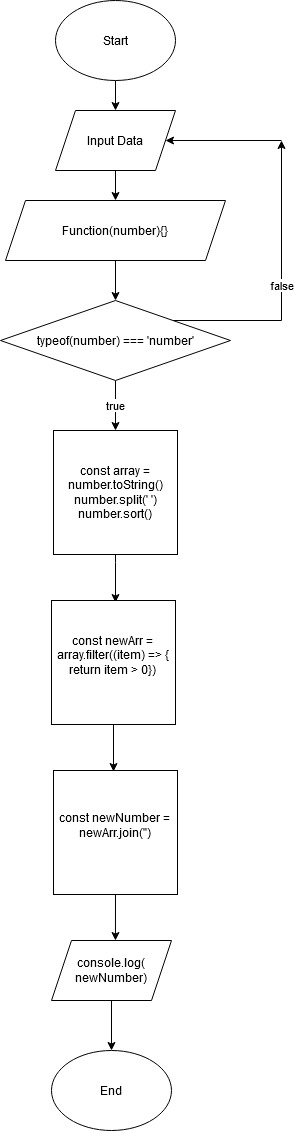 Start
Input Data
Function(number){}
false
typeof(number) === 'number'
true
const array =
number.toString()
number.split(' ')
number.sort()
const newArr =
array.filter((item) => {
return item > 0})
const newNumber =
newArr.join('')
console.log(
newNumber)
End